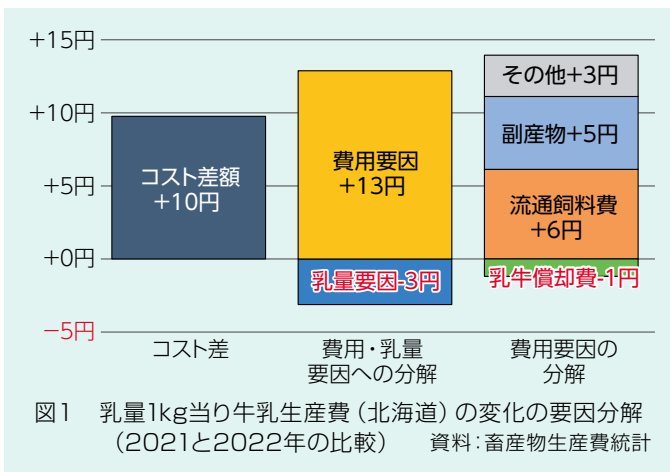 +15円
+10円
+5円
+0円
−5円
コスト差額
+10円
費用要因
+13円
乳量要因-3円
その他+3円
副産物+5円
流通飼料費
+6円
乳牛償却費-1円
コスト差
費用・乳量
要因への分解
費用要因の
分解
図1 乳量1kg当り牛乳生産費（北海道）の変化の要因分解
（2021と2022年の比較） 資料：畜産物生産費統計